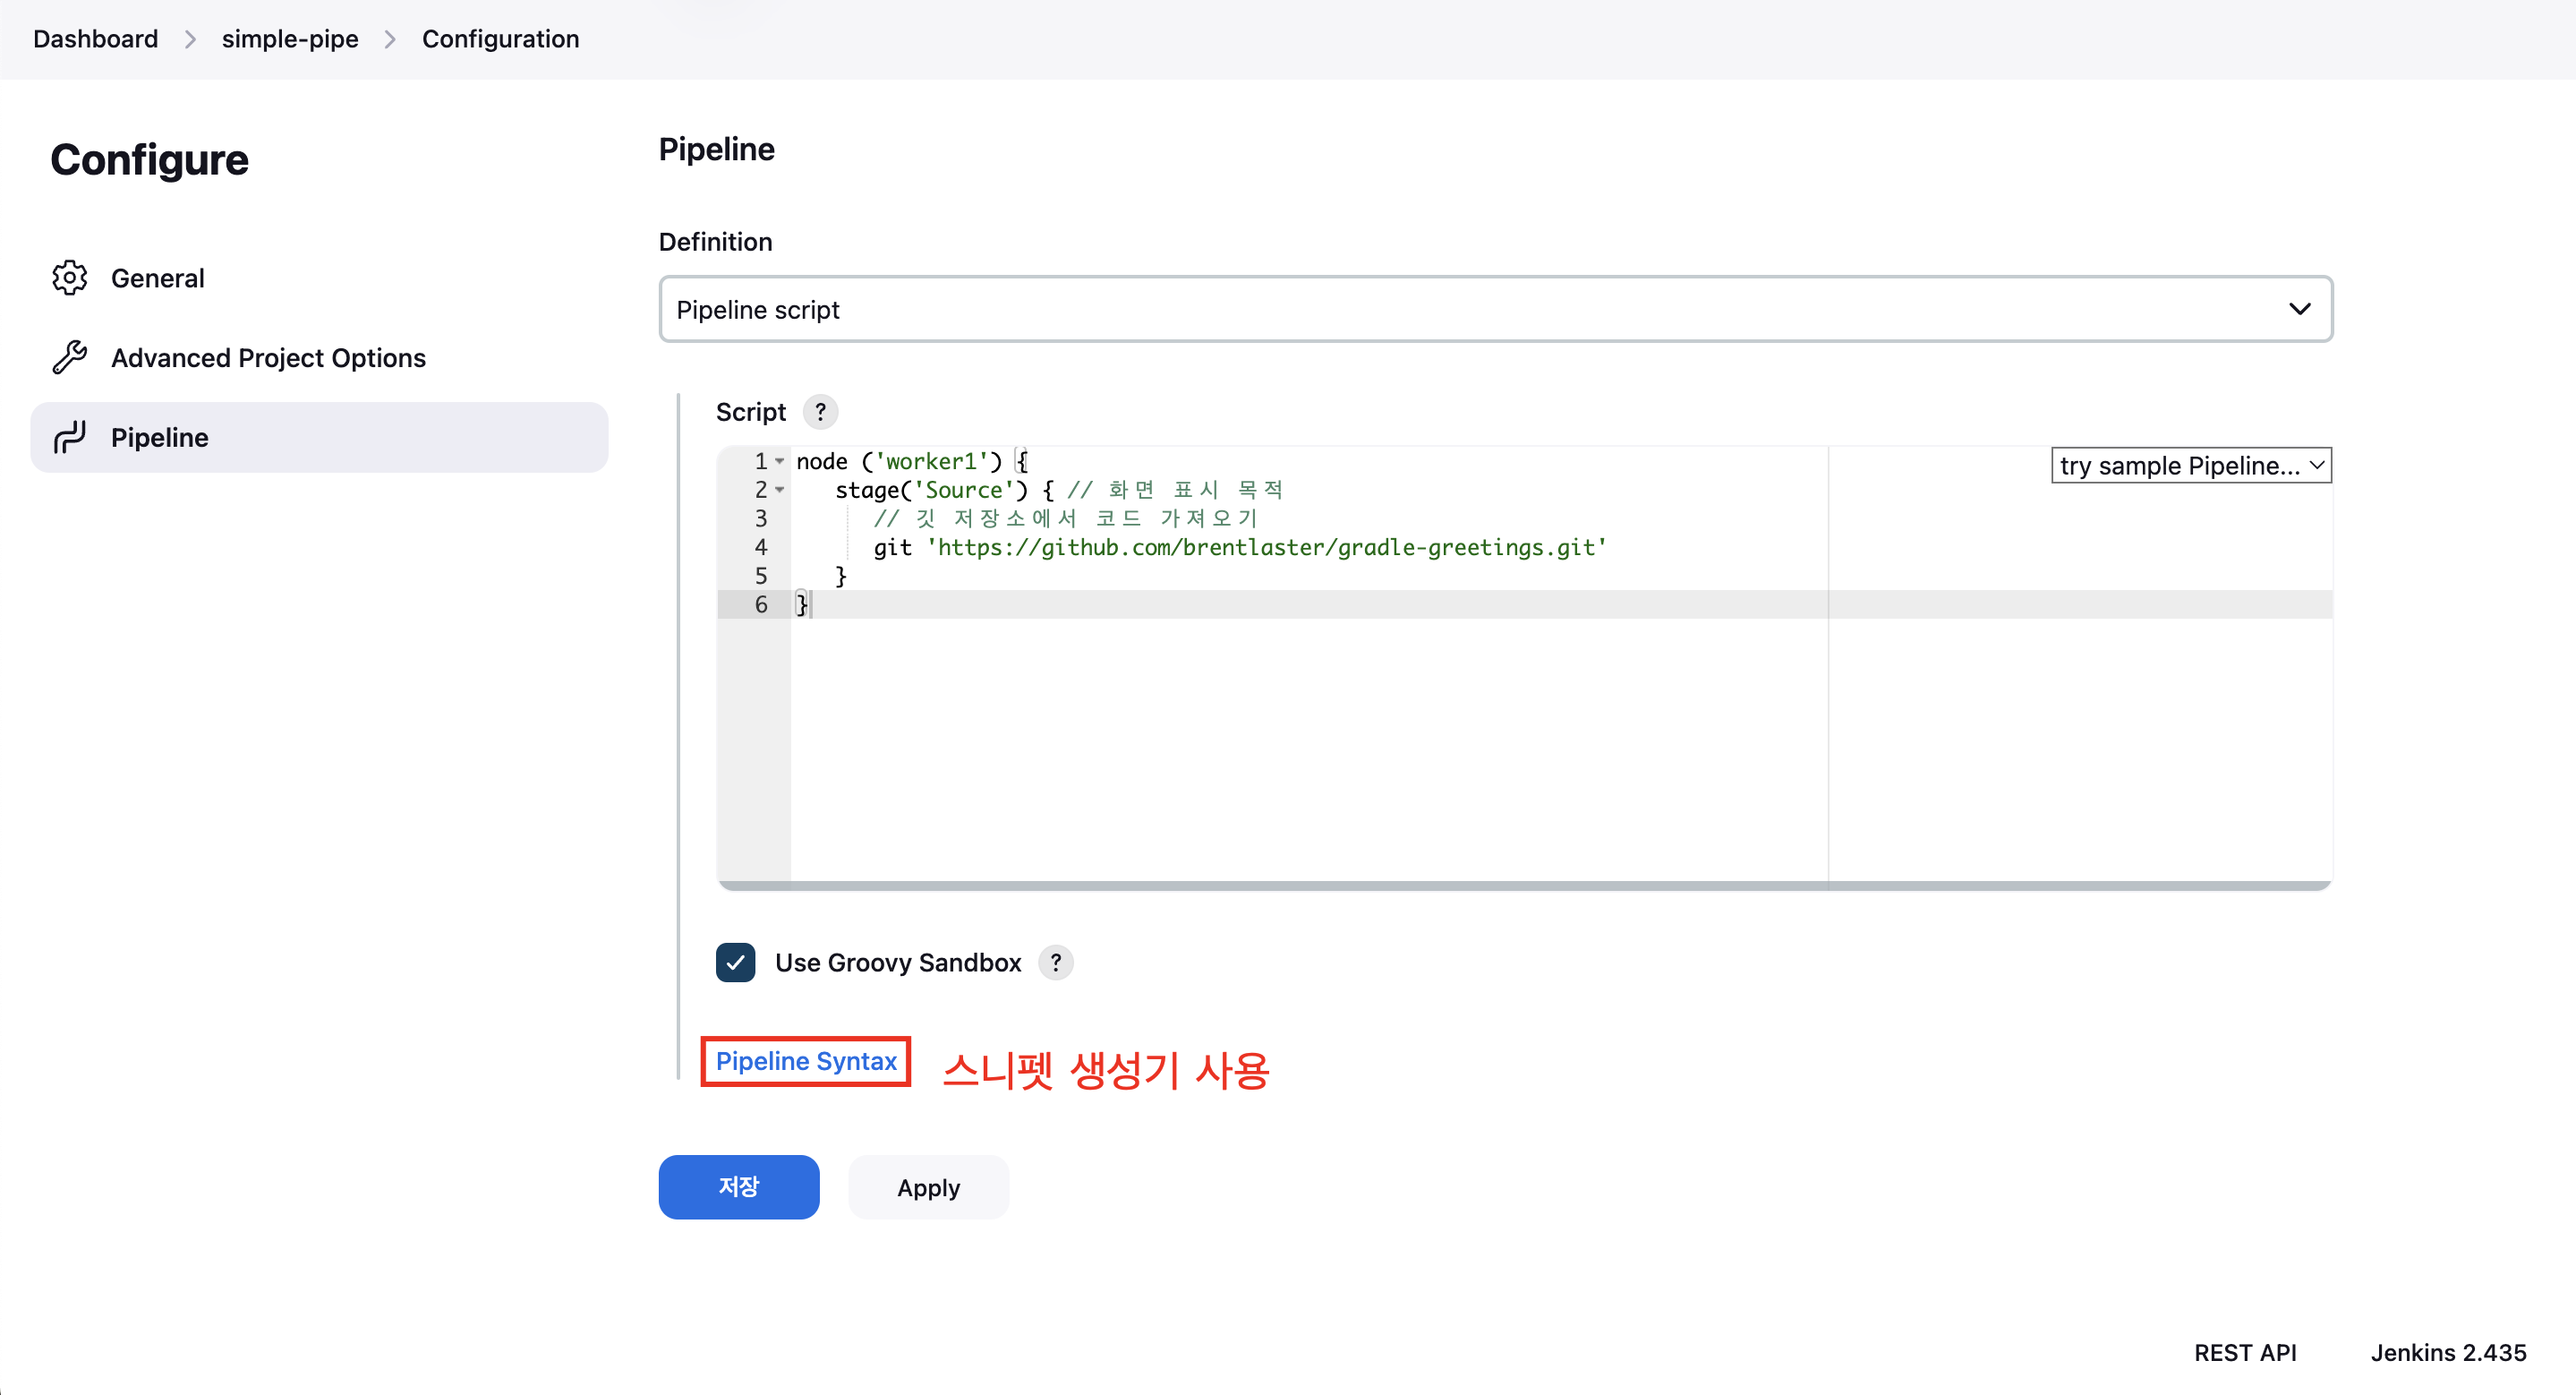 Dashboard > simple-pipe > Configuration
Configure
General
Advanced Project Options
Pipeline
Pipeline
Definition
Pipeline script
Script ?
try sample Pipeline...
1 node ('worker1') {
2 stage('Source') { // 화면 표시 목적
3 // 깃 저장소에서 코드 가져오기
4 git 'https://github.com/brentlaster/gradle-greetings.git'
5 }
6 }
Use Groovy Sandbox ?
Pipeline Syntax 스니펫 생성기 사용
저장 Apply
REST API Jenkins 2.435